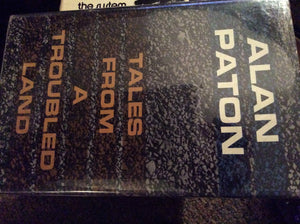 ALAN
PATON
TALES
FROM
A
TROUBLED
LAND